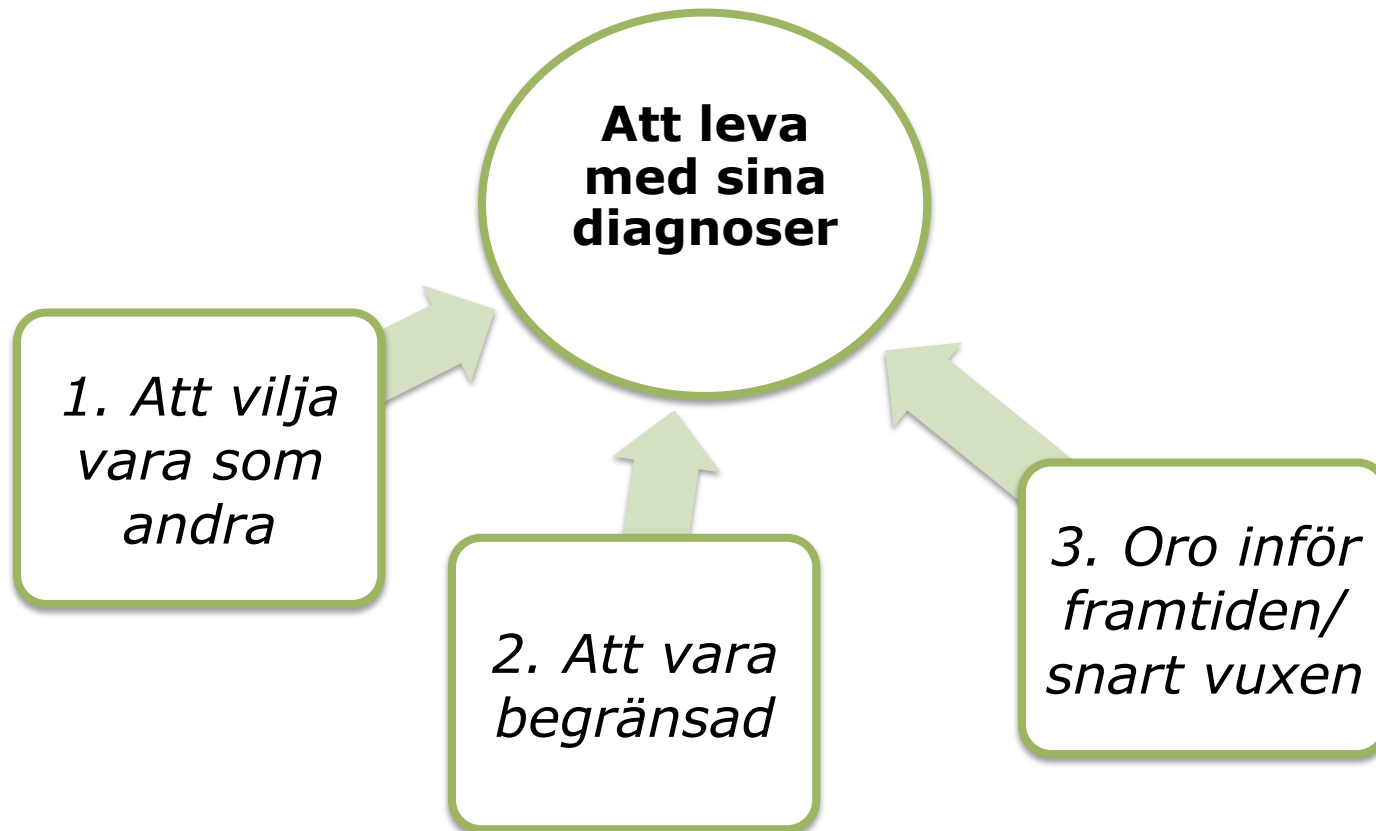 Att leva
med sina
diagnoser
1. Att vilja
vara som
andra
2. Att vara
begränsad
3. Oro inför
framtiden/
snart vuxen